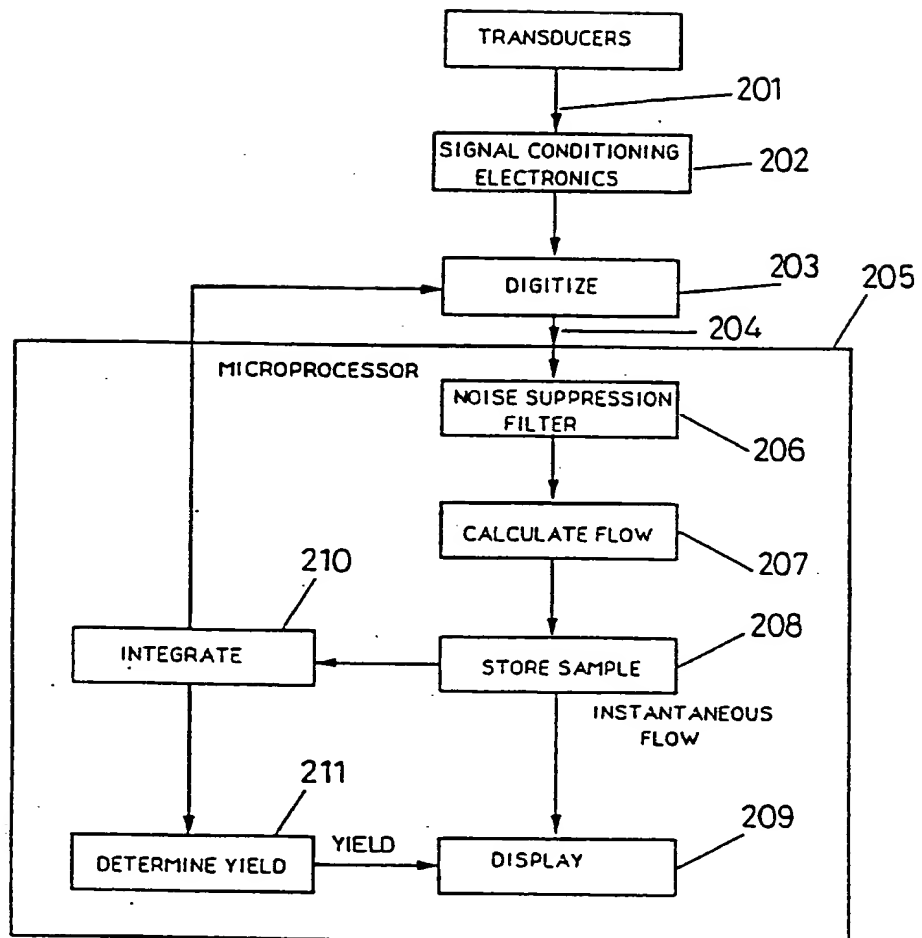 TRANSDUCERS
201
SIGNAL CONDITIONING
ELECTRONICS
202
DIGITIZE
203
205
204
MICROPROCESSOR
NOISE SUPPRESSION
FILTER
206
CALCULATE FLOW
207
210
208
INTEGRATE
STORE SAMPLE
INSTANTANEOUS
FLOW
211
209
DETERMINE YIELD
YIELD
DISPLAY